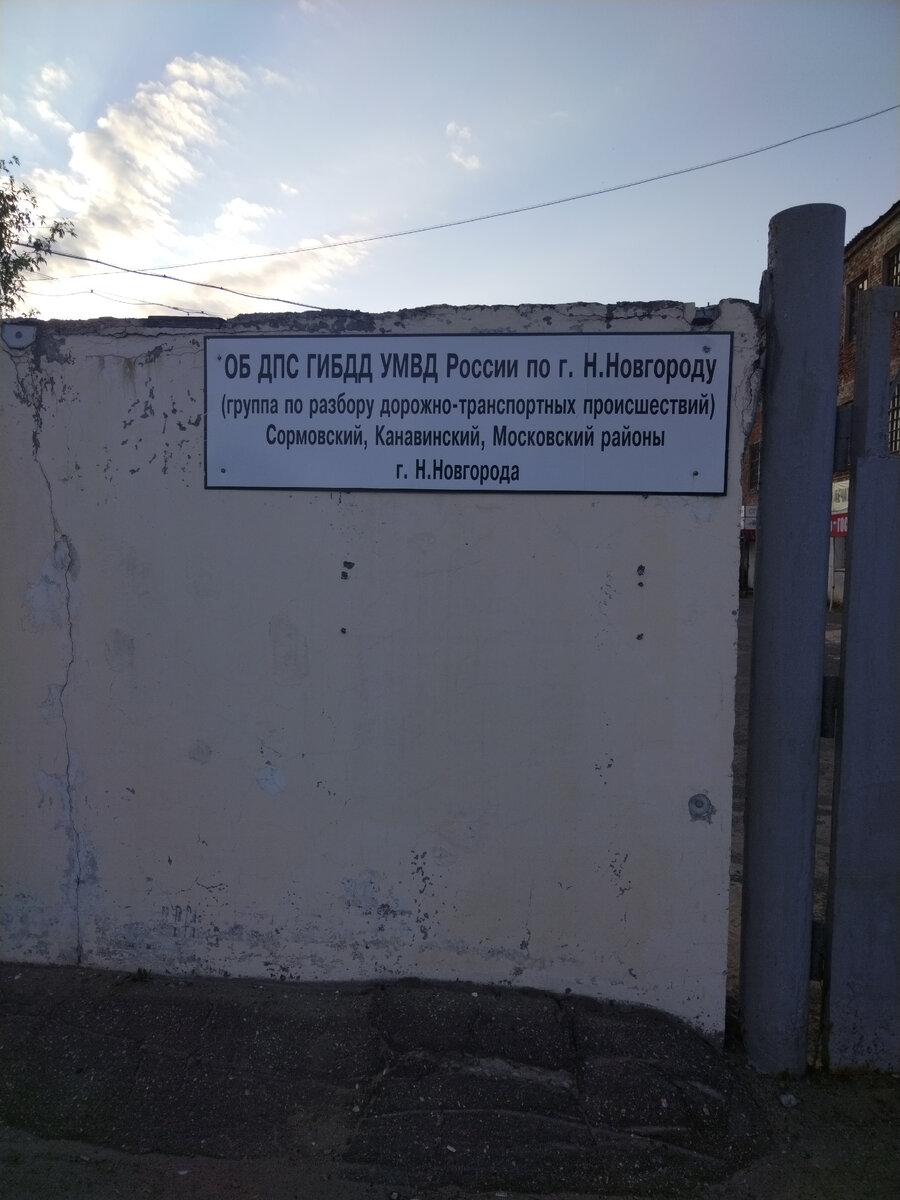 ОБ ДПС ГИБДД УМВД России по г. Н.Новгороду
(группа по разбору дорожно-транспортных происшествий)
Сормовский, Канавинский, Московский районы
г. Н.Новгорода